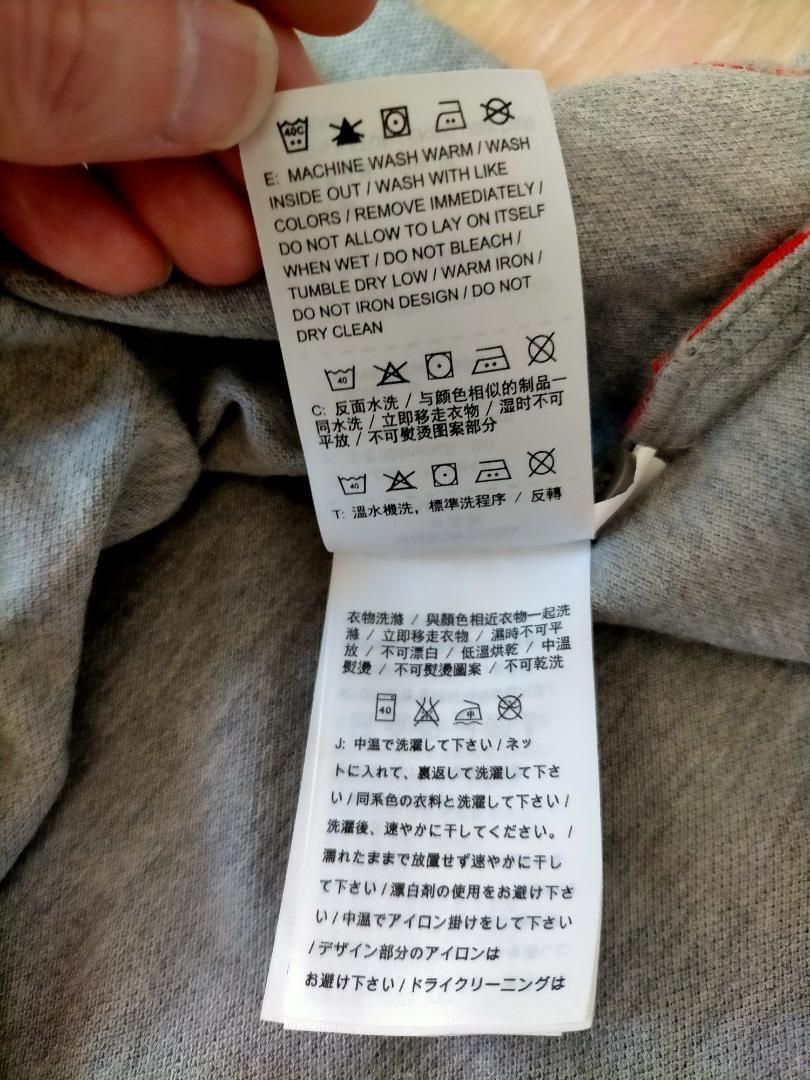 40C
E: MACHINE WASH WARM / WASH
INSIDE OUT / WASH WITH LIKE
COLORS / REMOVE IMMEDIATELY /
DO NOT ALLOW TO LAY ON ITSELF
WHEN WET / DO NOT BLEACH /
TUMBLE DRY LOW / WARM IRON /
DO NOT IRON DESIGN / DO NOT
DRY CLEAN
40
C: 反面水洗 / 与颜色相似的制品一
同水洗 / 立即移走衣物 / 湿时不可
平放 / 不可熨烫图案部分
40
T: 溫水機洗，標準洗程序 / 反轉
衣物洗滌 / 與顏色相近衣物一起洗
滌 / 立即移走衣物 / 濕時不可平
放 / 不可漂白 / 低溫烘乾 / 中溫
熨燙 / 不可熨燙圖案 / 不可乾洗
40 中
J: 中温で洗濯して下さい / ネッ
トに入れて、裏返して洗濯して下さ
い / 同系色の衣料と洗濯して下さい /
洗濯後、速やかに干してください。 /
濡れたままで放置せず速やかに干し
て下さい / 漂白剤の使用をお避け下さ
い / 中温でアイロン掛けをして下さい
/ デザイン部分のアイロンは
お避け下さい / ドライクリーニングは